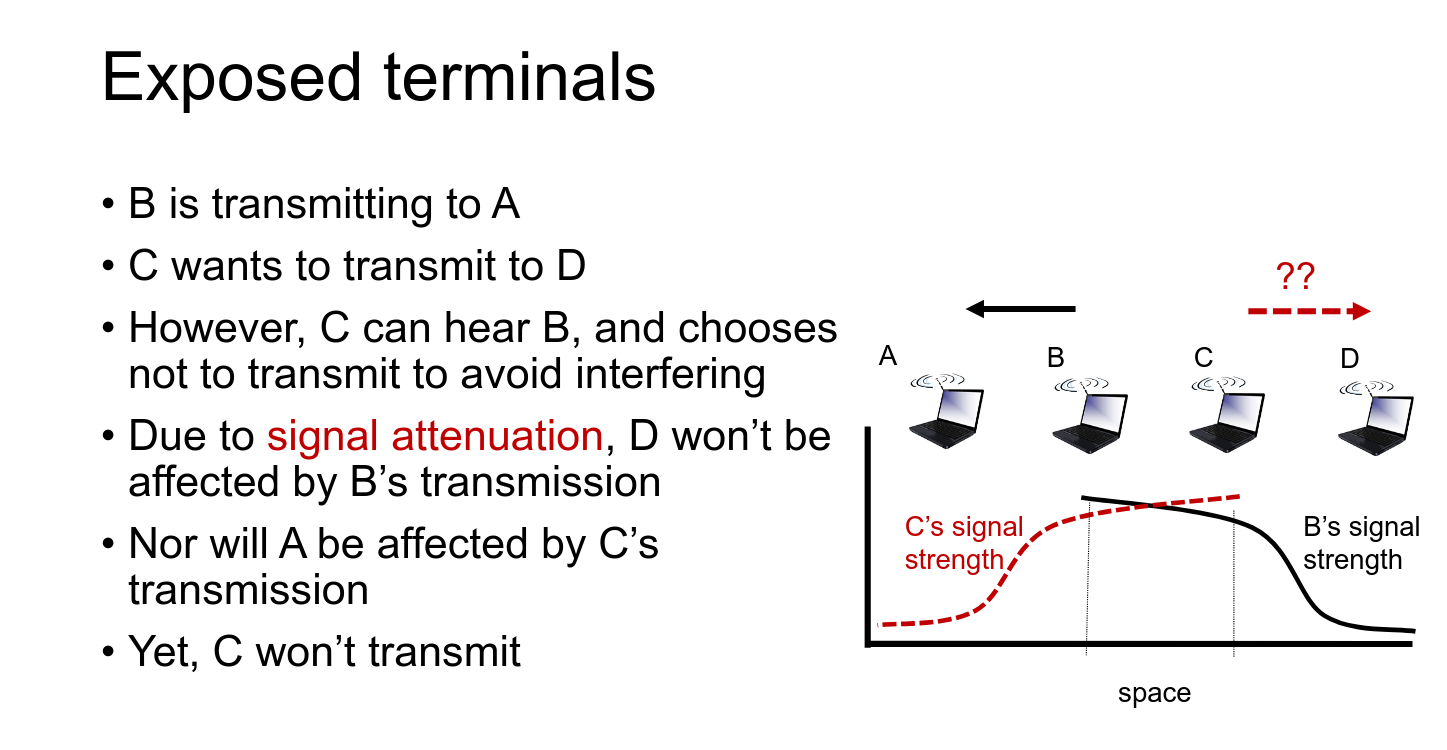 Exposed terminals
• B is transmitting to A
• C wants to transmit to D
• However, C can hear B, and chooses
not to transmit to avoid interfering
• Due to signal attenuation, D won’t be
affected by B’s transmission
• Nor will A be affected by C’s
transmission
• Yet, C won’t transmit
??
A
B
C
D
C’s signal
strength
B’s signal
strength
space